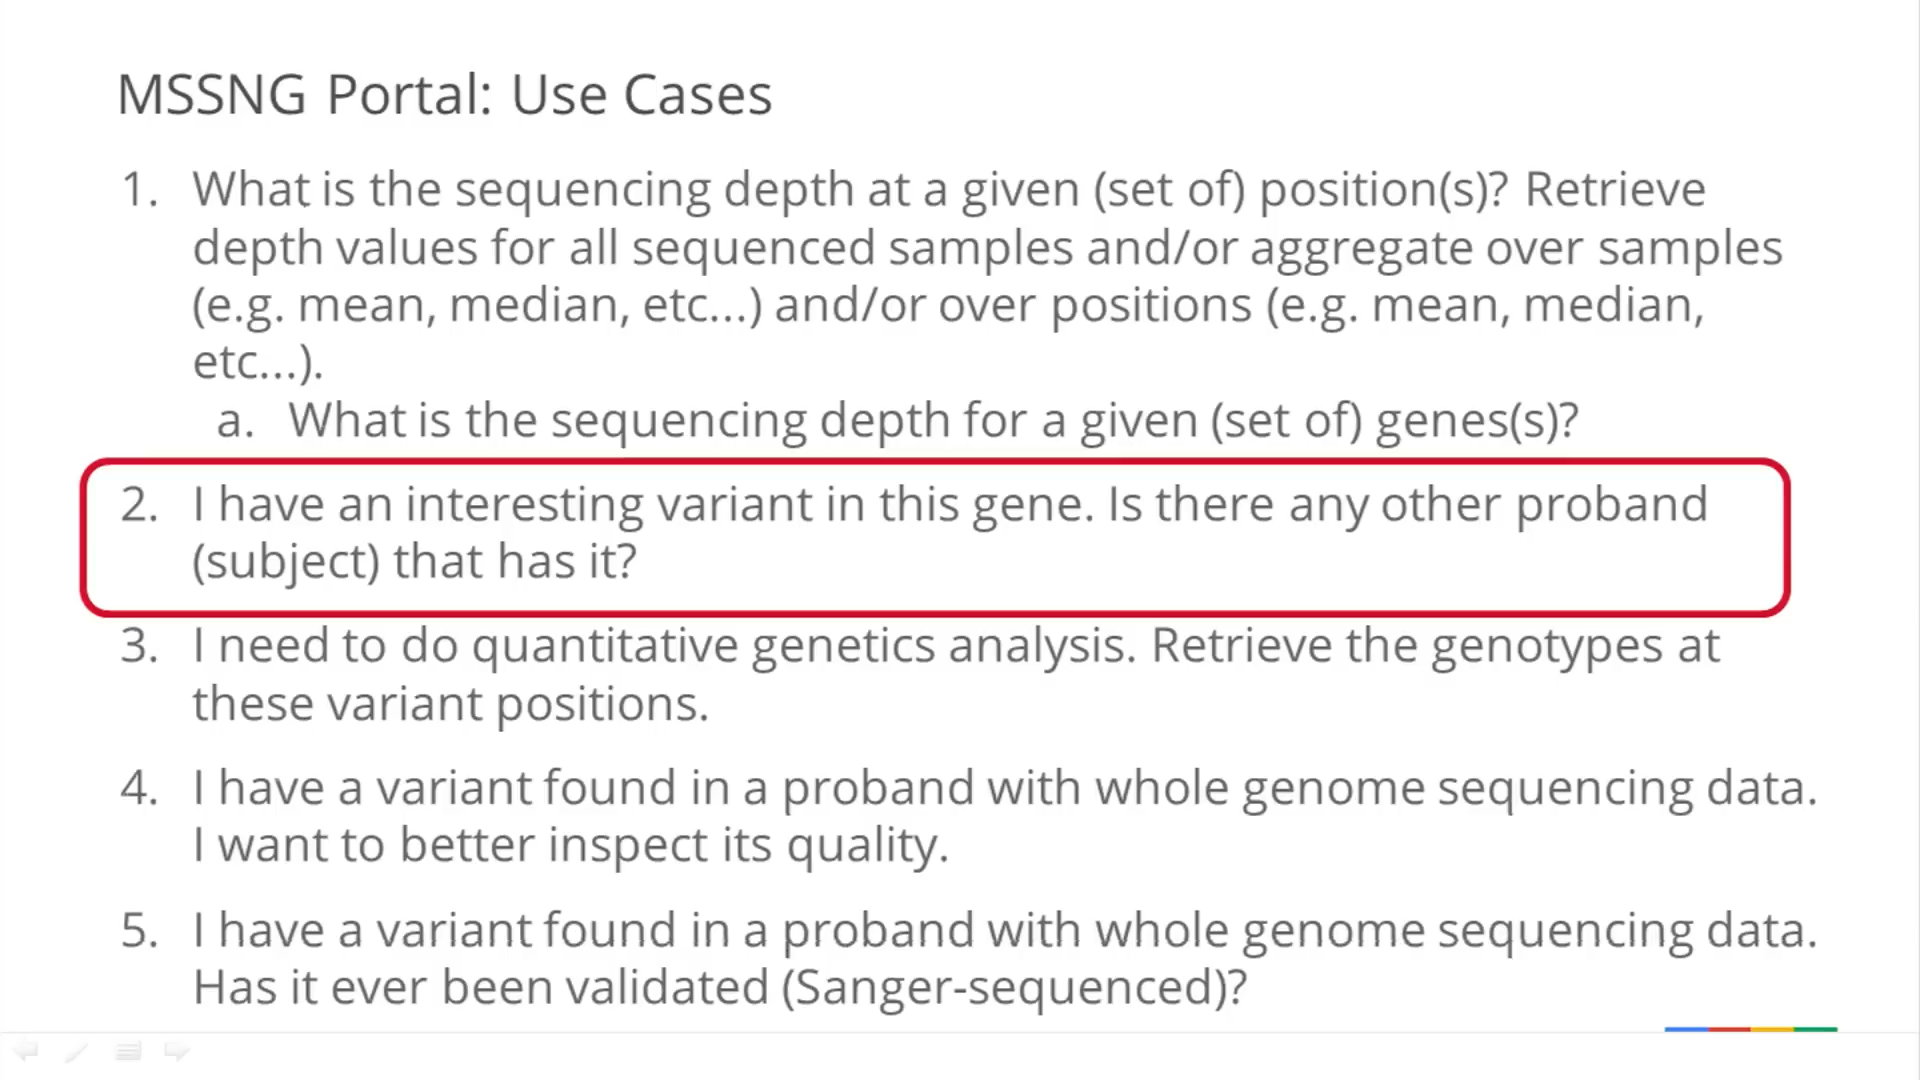 MSSNG Portal: Use Cases
1. What is the sequencing depth at a given (set of) position(s)? Retrieve
depth values for all sequenced samples and/or aggregate over samples
(e.g. mean, median, etc...) and/or over positions (e.g. mean, median,
etc...).
a. What is the sequencing depth for a given (set of) genes(s)?
2. I have an interesting variant in this gene. Is there any other proband
(subject) that has it?
3. I need to do quantitative genetics analysis. Retrieve the genotypes at
these variant positions.
4. I have a variant found in a proband with whole genome sequencing data.
I want to better inspect its quality.
5. I have a variant found in a proband with whole genome sequencing data.
Has it ever been validated (Sanger-sequenced)?